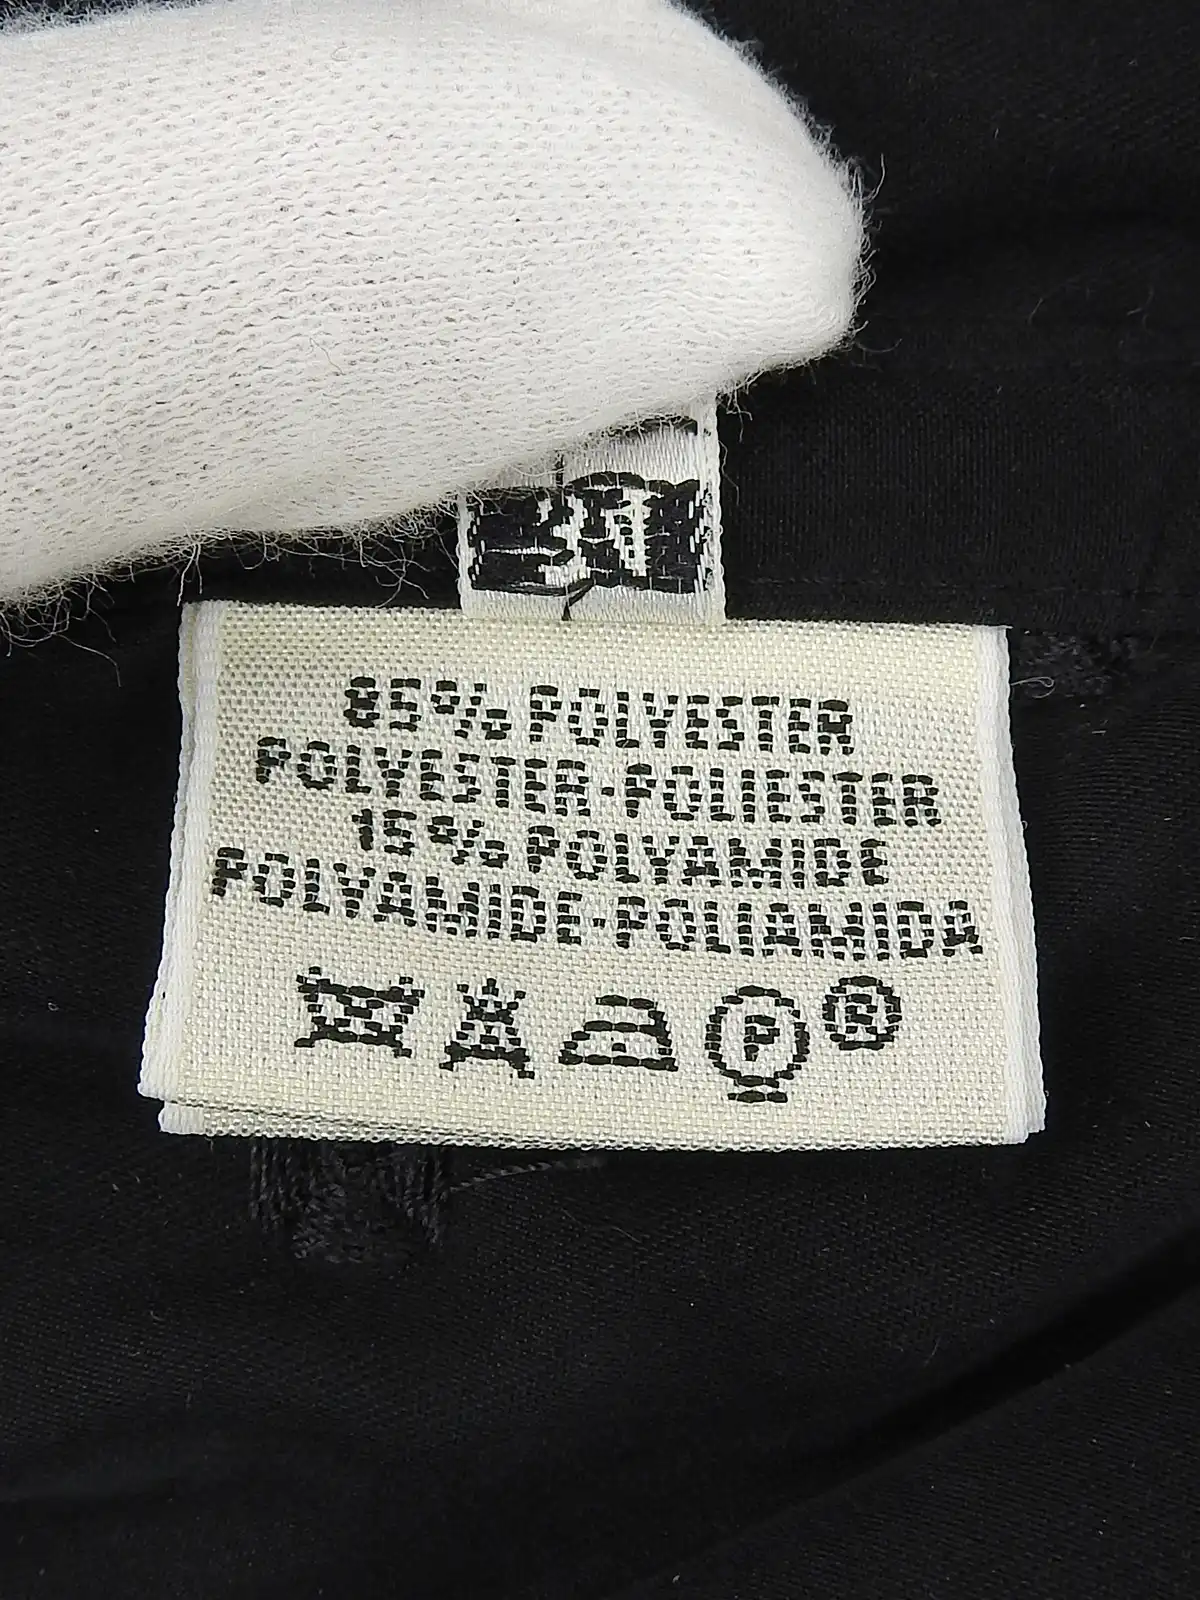 85% POLYESTER
POLYESTER-POLIESTER
15% POLYAMIDE
POLYAMIDE-POLIAMIDA
P ®